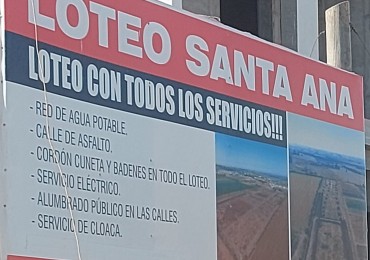 LOTEO SANTA ANA
LOTEO CON TODOS LOS SERVICIOS!!!
- RED DE AGUA POTABLE.
- CALLE DE ASFALTO.
- CORDÓN CUNETA Y BADENES EN TODO EL LOTEO.
- SERVICIO ELÉCTRICO.
- ALUMBRADO PÚBLICO EN LAS CALLES.
- SERVICIO DE CLOACA.